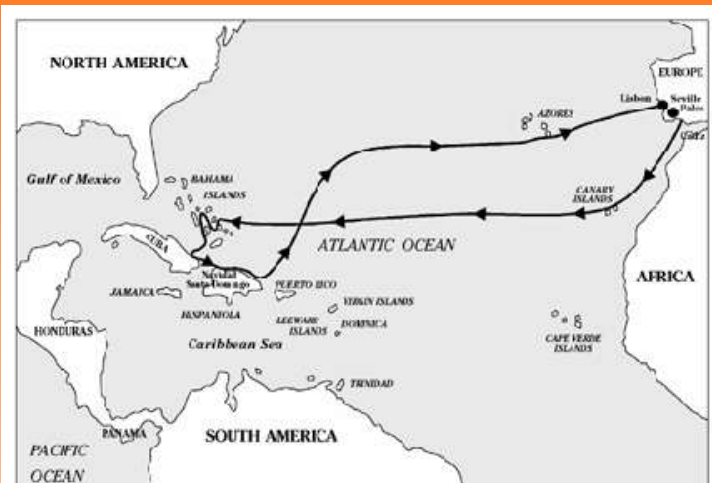 NORTH AMERICA
EUROPE
Lisbon
Seville
Palos
AZORES
Gulf of Mexico
BAHAMA
ISLANDS
CANARY
ISLANDS
CUBA
ATLANTIC OCEAN
Navidad
Santo Domingo
PUERTO RICO
AFRICA
JAMAICA
HISPANIOLA
VIRGIN ISLANDS
LEEWARD
ISLANDS
DOMINICA
HONDURAS
Caribbean Sea
CAPE VERDE
ISLANDS
TRINIDAD
PANAMA
SOUTH AMERICA
PACIFIC
OCEAN